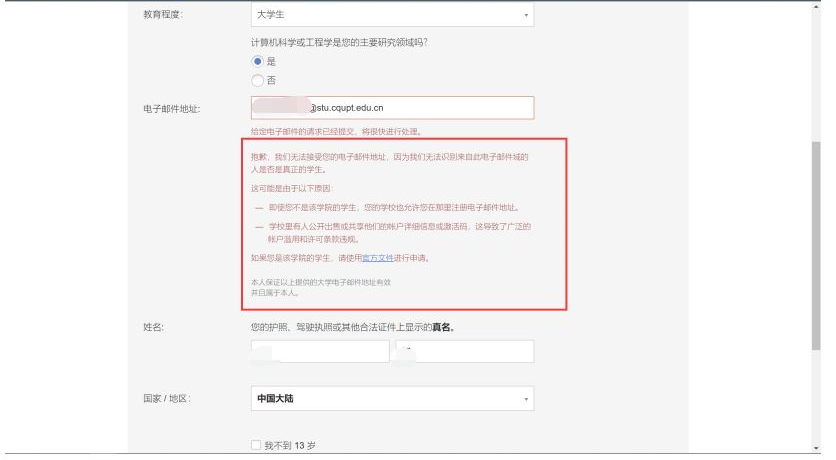 教育程度:
大学生
计算机科学或工程学是您的主要研究领域吗?
是
否
电子邮件地址:
@stu.cqupt.edu.cn
给定电子邮件的请求已经提交，将很快进行处理。
抱歉，我们无法接受您的电子邮件地址，因为我们无法识别来自此电子邮件域的
人是否是真正的学生。
这可能是由于以下原因:
— 即使您不是该学院的学生，您的学校也允许您在那里注册电子邮件地址。
— 学校里有人公开出售或共享他们的帐户详细信息或激活码，这导致了广泛的
帐户滥用和许可条款违规。
如果您是该学院的学生，请使用官方文件进行申请。
本人保证以上提供的大学电子邮件地址有效
并且属于本人。
姓名:
您的护照、驾驶执照或其他合法证件上显示的真名。
国家 / 地区:
中国大陆
我不到 13 岁